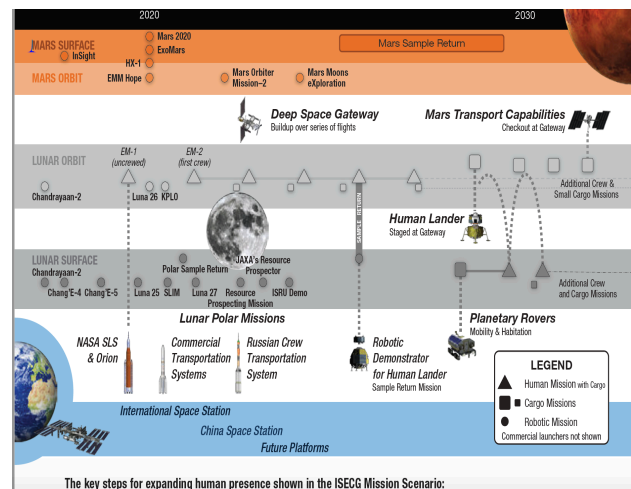 2020
2030
MARS SURFACE
InSight
Mars 2020
ExoMars
HX-1
Mars Sample Return
MARS ORBIT
EMM Hope
Mars Orbiter
Mission–2
Mars Moons
eXploration
Deep Space Gateway
Buildup over series of flights
Mars Transport Capabilities
Checkout at Gateway
LUNAR ORBIT
EM-1
(uncrewed)
EM-2
(first crew)
Chandrayaan-2
Luna 26
KPLO
Additional Crew &
Small Cargo Missions
SAMPLE RETURN
Human Lander
Staged at Gateway
LUNAR SURFACE
Chandrayaan-2
Chang'E-4
Chang'E-5
Polar Sample Return
JAXA's Resource
Prospector
Luna 25
SLIM
Luna 27
Resource
Prospecting Mission
ISRU Demo
Additional Crew
and Cargo Missions
Lunar Polar Missions
NASA SLS
& Orion
Commercial
Transportation
Systems
Russian Crew
Transportation
System
Robotic
Demonstrator
for Human Lander
Sample Return Mission
Planetary Rovers
Mobility & Habitation
LEGEND
Human Mission with Cargo
Cargo Missions
Robotic Mission
Commercial launchers not shown
International Space Station
China Space Station
Future Platforms
The key steps for expanding human presence shown in the ISECG Mission Scenario: